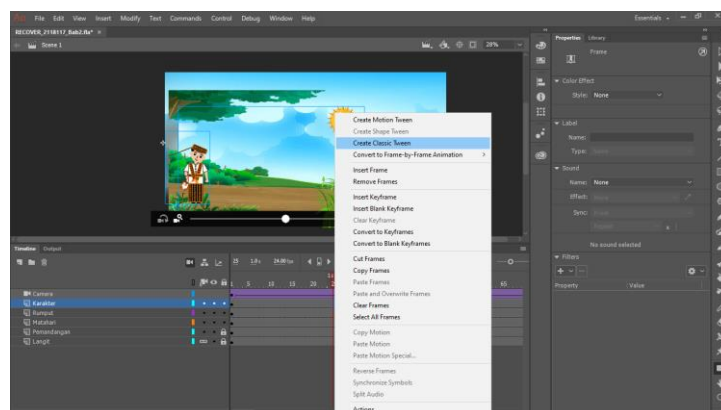 An File Edit View Insert Modify Text Commands Control Debug Window Help
Essentials
RECOVER_2118117_Bab2.fla* ×
Scene 1
28%
Properties Library
Frame
Color Effect
Style: None
Label
Name:
Type:
Sound
Name: None
Effect:
Sync:
No sound selected
Filters
Property Value
Create Motion Tween
Create Shape Tween
Create Classic Tween
Convert to Frame-by-Frame Animation
Insert Frame
Remove Frames
Insert Keyframe
Insert Blank Keyframe
Clear Keyframe
Convert to Keyframes
Convert to Blank Keyframes
Cut Frames
Copy Frames
Paste Frames
Paste and Overwrite Frames
Clear Frames
Select All Frames
Copy Motion
Paste Motion
Paste Motion Special...
Reverse Frames
Synchronize Symbols
Split Audio
Actions
Timeline Output
1 5 10 15 20
65
Camera
Karakter
Rumput
Matahari
Pemandangan
Langit